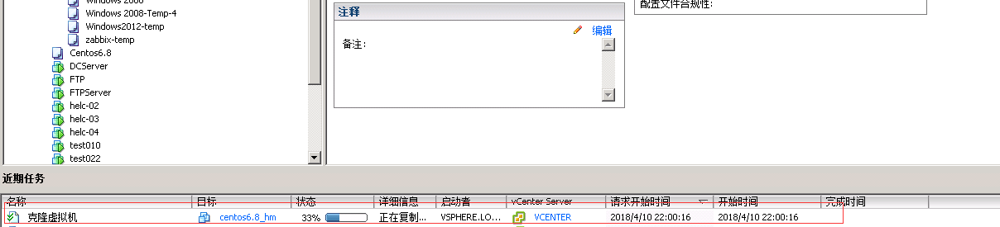 Windows 2008
Windows 2008-Temp-4
Windows2012-temp
zabbix-temp
Centos6.8
DCServer
FTP
FTPServer
helc-02
helc-03
helc-04
test010
test022
注释
编辑
备注:
配置文件合规性:
近期任务
名称 目标 状态 详细信息 启动者 vCenter Server 请求开始时间 开始时间 完成时间
克隆虚拟机 centos6.8_hm 33% 正在复制... VSPHERE.LO... VCENTER 2018/4/10 22:00:16 2018/4/10 22:00:16